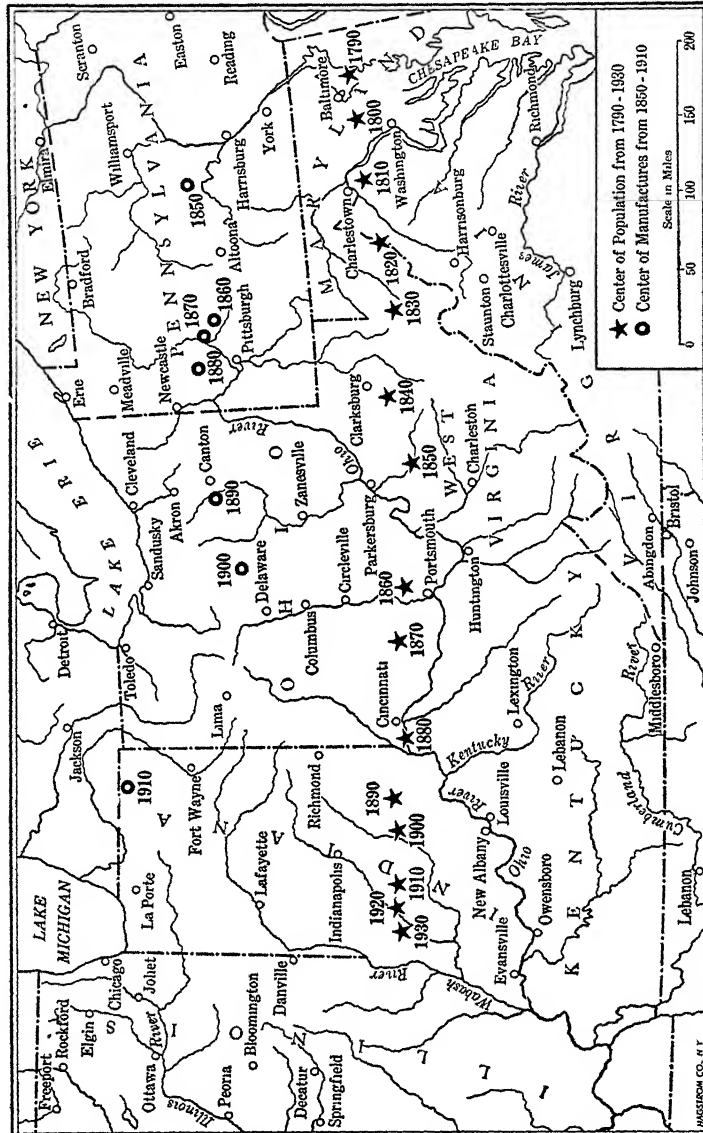 Freeport
Rockford
Elgin
Chicago
Joliet
Ottawa
Illinois River
Peoria
Bloomington
Decatur
Springfield
Danville
ILLINOIS
LAKE MICHIGAN
La Porte
1910
Fort Wayne
Lafayette
Indianapolis
Richmond
INDIANA
1890
1900
1910
1920
1930
Wabash River
Evansville
New Albany
Louisville
Owensboro
Ohio River
KENTUCKY
Lebanon
Lexington
Kentucky River
Cumberland River
Middlesboro
Lebanon
Jackson
Detroit
Toledo
LAKE ERIE
Sandusky
Cleveland
Akron
Canton
1890
1900
Lima
Delaware
Columbus
Zanesville
Circleville
OHIO
Cincinnati
1880
1870
1860
Portsmouth
Huntington
Ohio River
Parkersburg
Clarksburg
1840
1850
Charleston
WEST VIRGINIA
Erie
Meadville
Newcastle
Bradford
NEW YORK
Elmira
Scranton
Williamsport
Easton
Reading
PENNSYLVANIA
1850
1860
1870
1880
Pittsburgh
Altoona
Harrisburg
York
MARYLAND
Baltimore
1790
1800
1810
1820
1830
Washington
Charlestown
CHESAPEAKE BAY
Harrisonburg
Staunton
Charlottesville
Richmond
James River
Lynchburg
VIRGINIA
Abingdon
Bristol
Johnson
★ Center of Population from 1790-1930
Center of Manufactures from 1850-1910
Scale in Miles
0 50 100 150 200
HAGSTROM CO., N.Y.